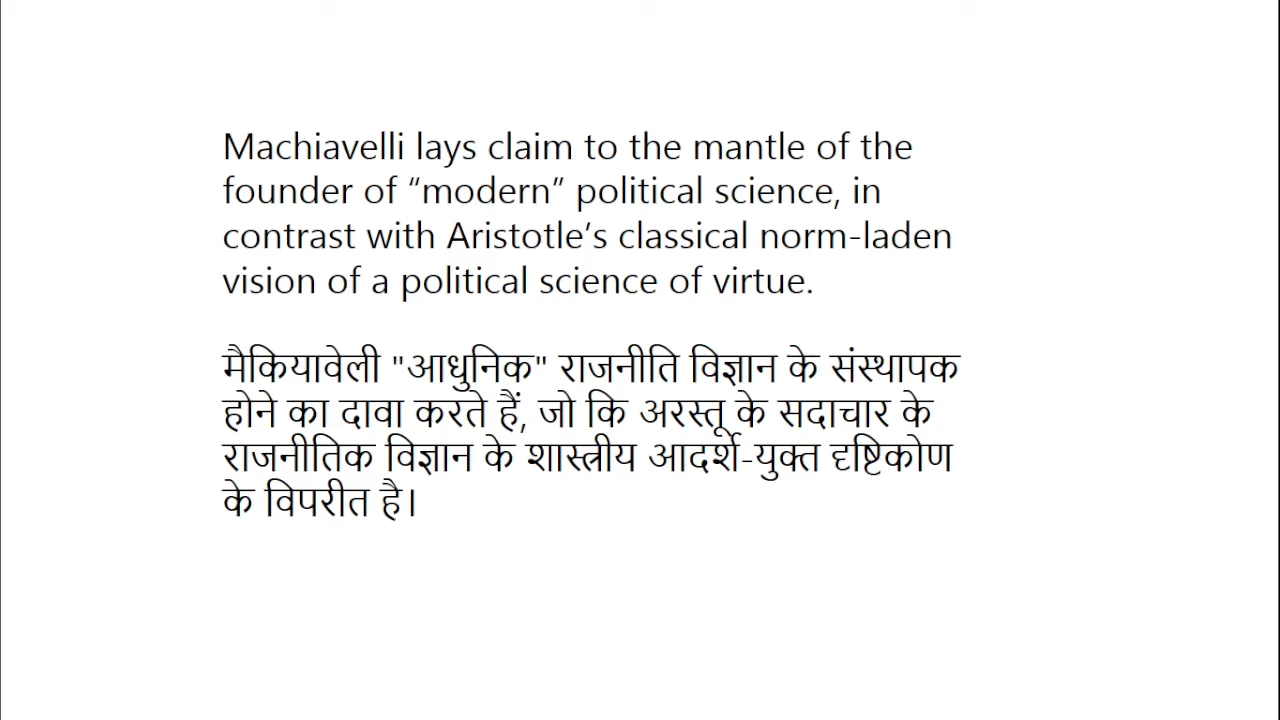 Machiavelli lays claim to the mantle of the
founder of “modern” political science, in
contrast with Aristotle’s classical norm-laden
vision of a political science of virtue.
मैकियावेली "आधुनिक" राजनीति विज्ञान के संस्थापक
होने का दावा करते हैं, जो कि अरस्तू के सदाचार के
राजनीतिक विज्ञान के शास्त्रीय आदर्श-युक्त दृष्टिकोण
के विपरीत है।